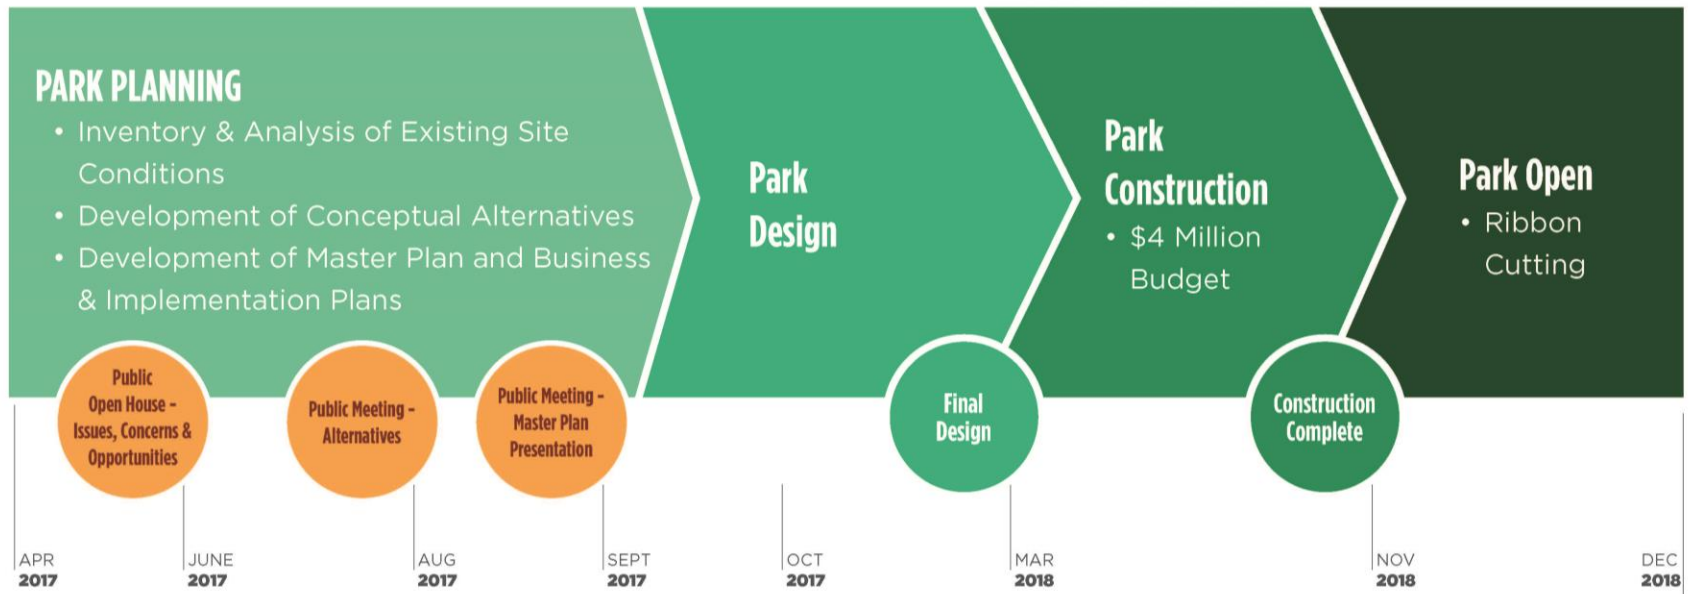 PARK PLANNING
• Inventory & Analysis of Existing Site
Conditions
• Development of Conceptual Alternatives
• Development of Master Plan and Business
& Implementation Plans
Park
Design
Park
Construction
• $4 Million
Budget
Park Open
• Ribbon
Cutting
Public
Open House –
Issues, Concerns &
Opportunities
Public Meeting –
Alternatives
Public Meeting –
Master Plan
Presentation
Final
Design
Construction
Complete
APR
2017
JUNE
2017
AUG
2017
SEPT
2017
OCT
2017
MAR
2018
NOV
2018
DEC
2018